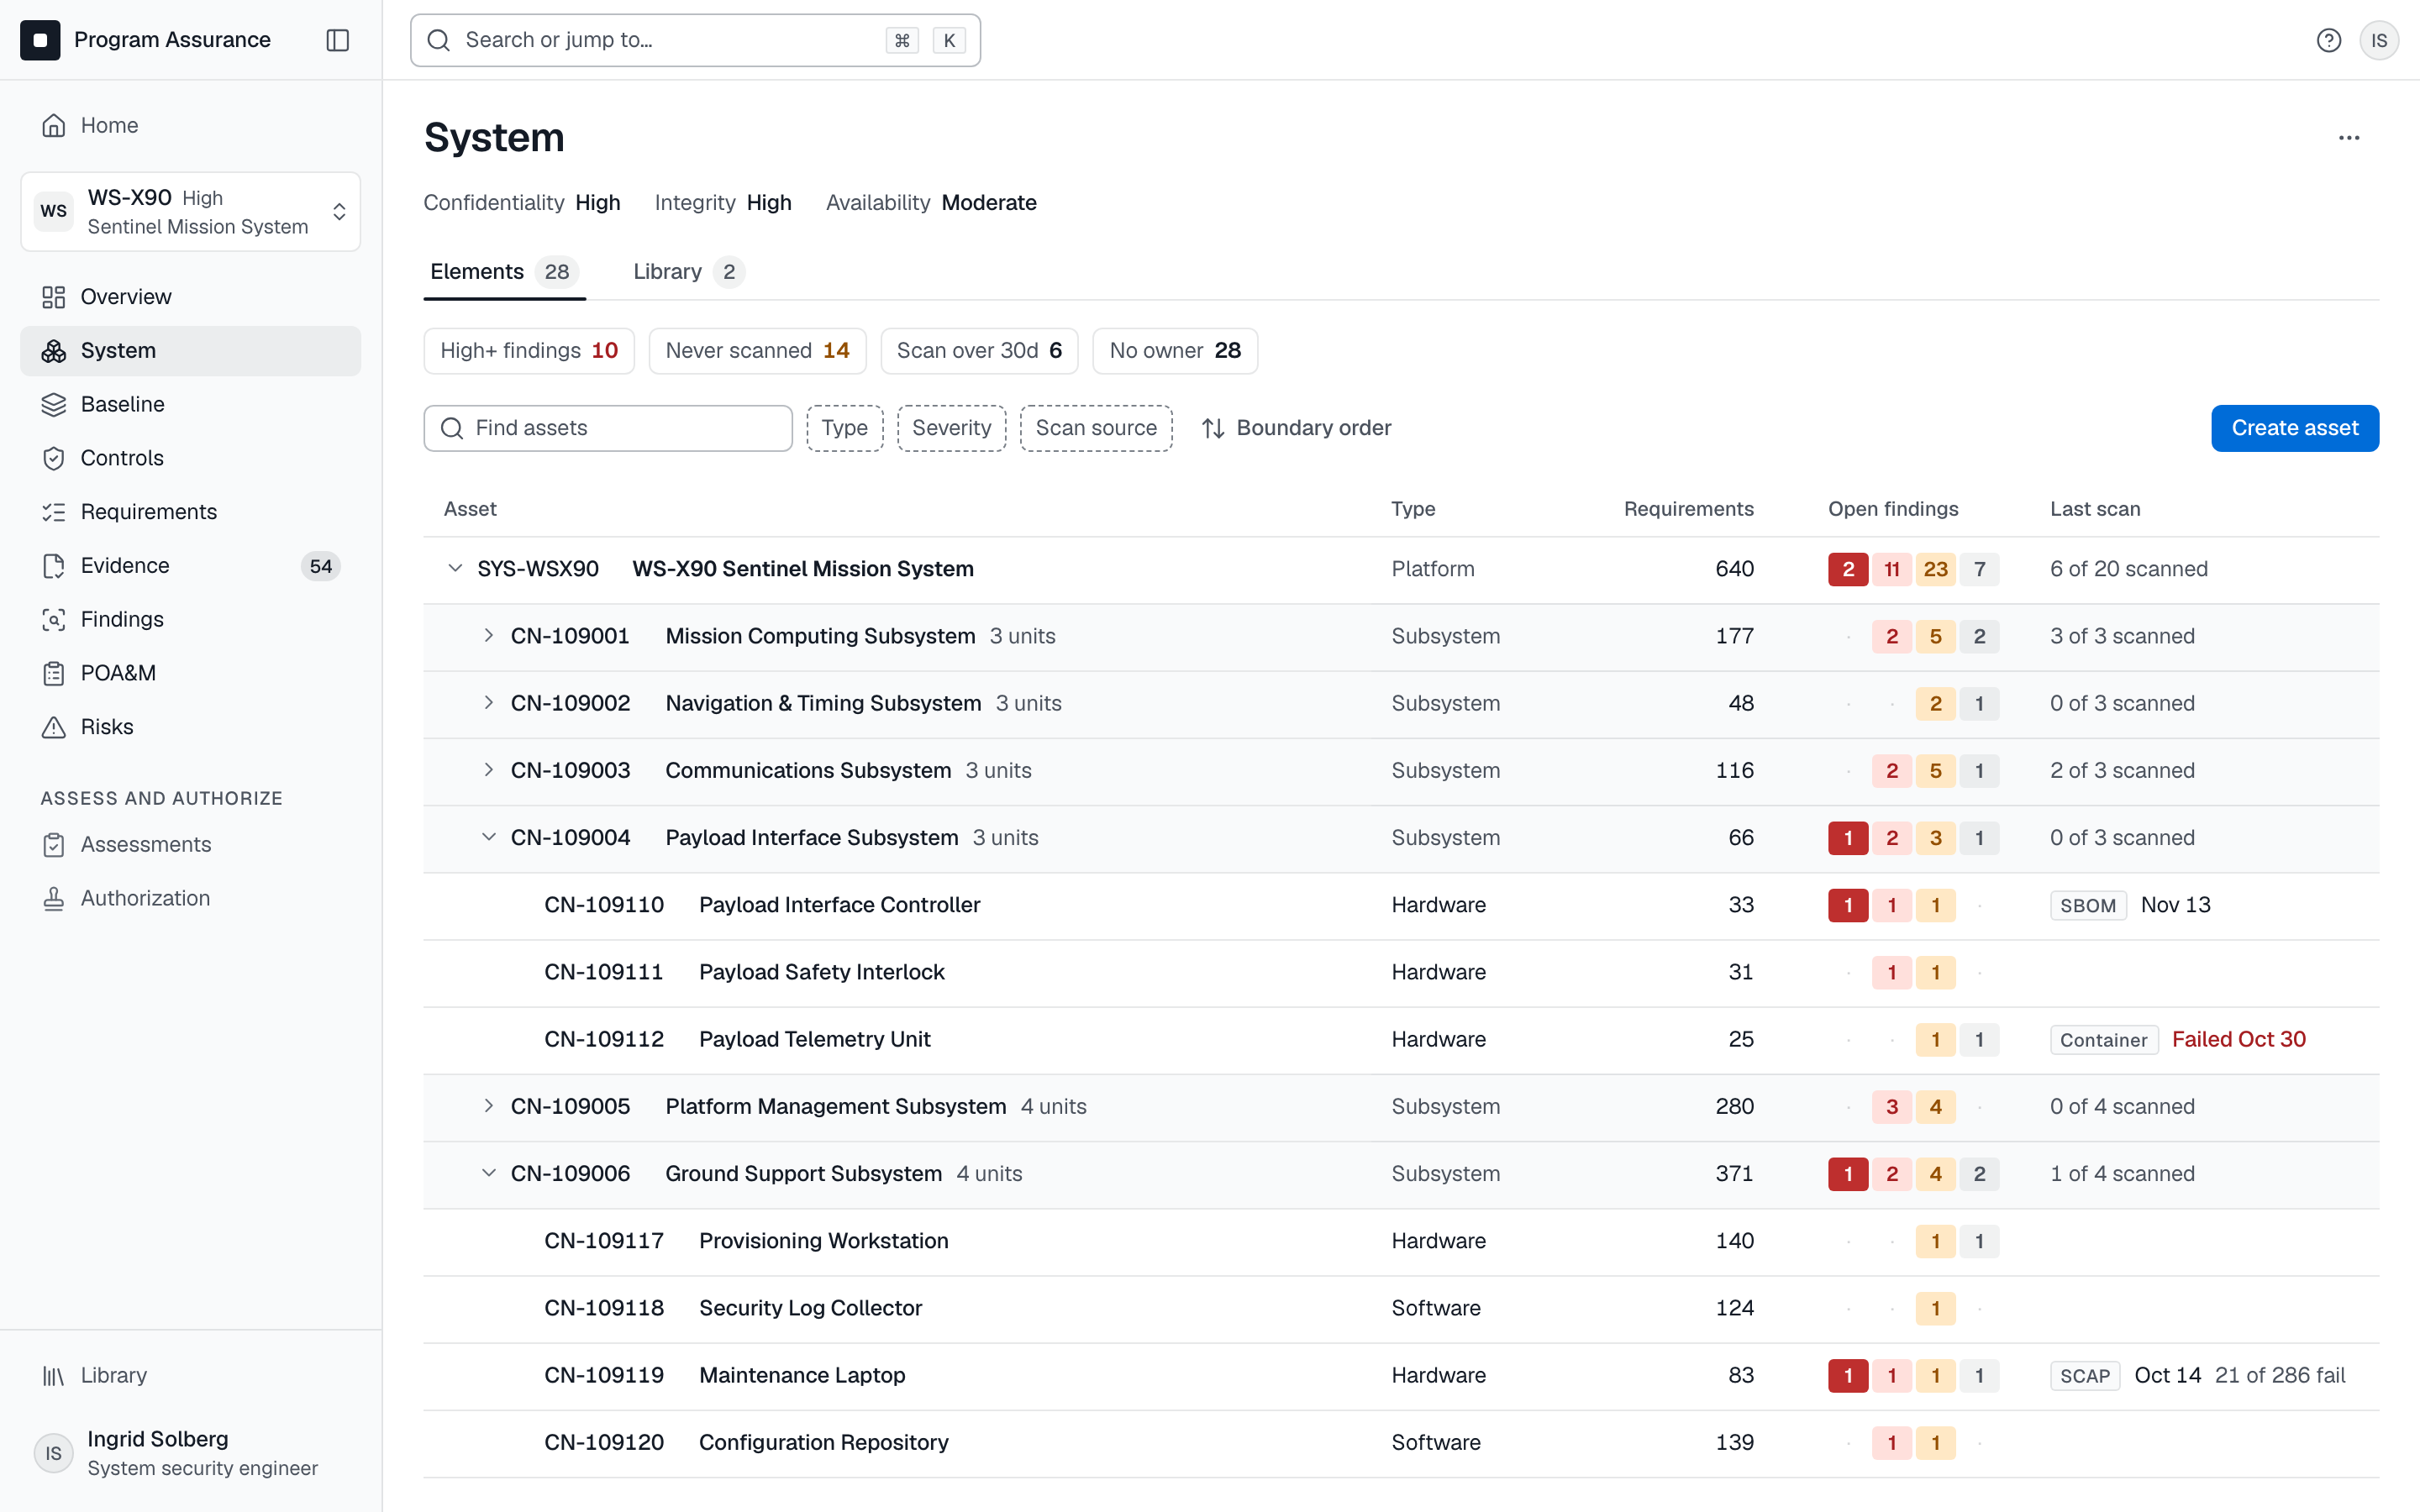 Program Assurance
Search or jump to...
⌘ K
IS
Home
WS
WS-X90 High
Sentinel Mission System
Overview
System
Baseline
Controls
Requirements
Evidence 54
Findings
POA&M
Risks
ASSESS AND AUTHORIZE
Assessments
Authorization
Library
IS
Ingrid Solberg
System security engineer
System
Confidentiality High Integrity High Availability Moderate
Elements 28 Library 2
High+ findings 10 Never scanned 14 Scan over 30d 6 No owner 28
Find assets Type Severity Scan source Boundary order Create asset
Asset Type Requirements Open findings Last scan
SYS-WSX90 WS-X90 Sentinel Mission System Platform 640 2 11 23 7 6 of 20 scanned
CN-109001 Mission Computing Subsystem 3 units Subsystem 177 · 2 5 2 3 of 3 scanned
CN-109002 Navigation & Timing Subsystem 3 units Subsystem 48 · · 2 1 0 of 3 scanned
CN-109003 Communications Subsystem 3 units Subsystem 116 · 2 5 1 2 of 3 scanned
CN-109004 Payload Interface Subsystem 3 units Subsystem 66 1 2 3 1 0 of 3 scanned
CN-109110 Payload Interface Controller Hardware 33 1 1 1 · SBOM Nov 13
CN-109111 Payload Safety Interlock Hardware 31 · 1 1 ·
CN-109112 Payload Telemetry Unit Hardware 25 · · 1 1 Container Failed Oct 30
CN-109005 Platform Management Subsystem 4 units Subsystem 280 · 3 4 · 0 of 4 scanned
CN-109006 Ground Support Subsystem 4 units Subsystem 371 1 2 4 2 1 of 4 scanned
CN-109117 Provisioning Workstation Hardware 140 · · 1 1
CN-109118 Security Log Collector Software 124 · · 1 ·
CN-109119 Maintenance Laptop Hardware 83 1 1 1 1 SCAP Oct 14 21 of 286 fail
CN-109120 Configuration Repository Software 139 · 1 1 ·